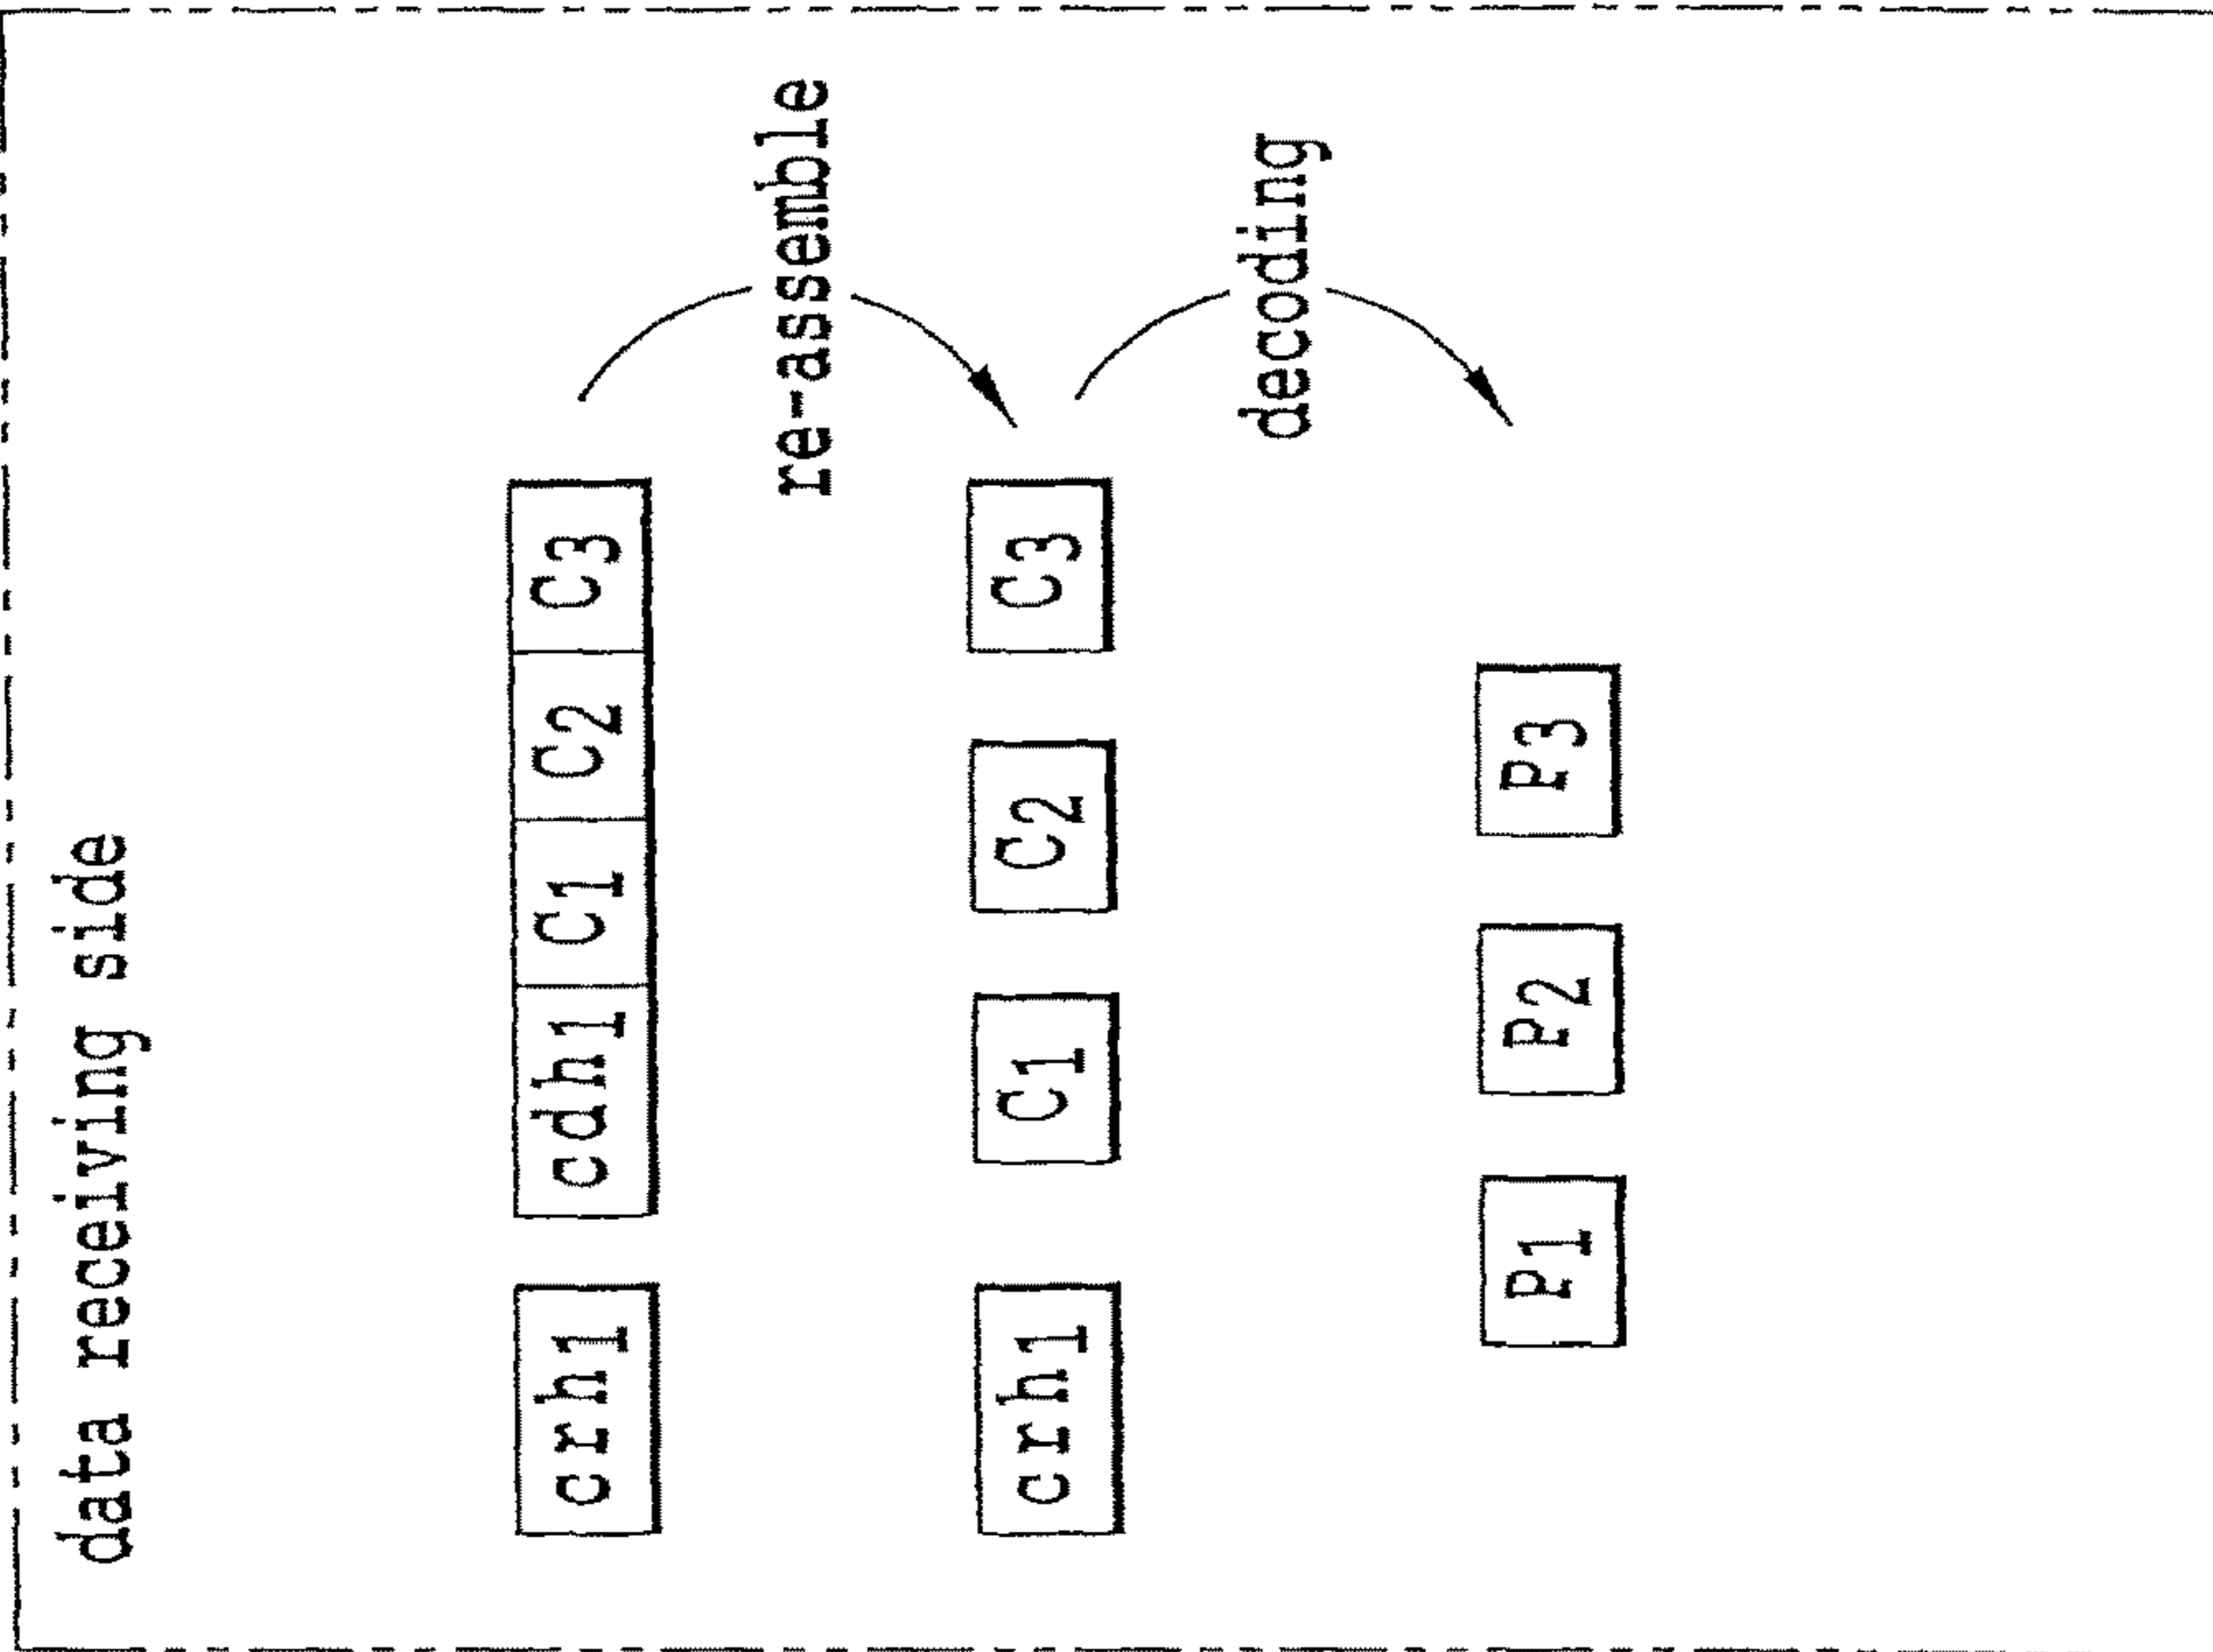 data receiving side
crh1 cdh1 C1 C2 C3
re-assemble
crh1 C1 C2 C3
decoding
P1 P2 P3